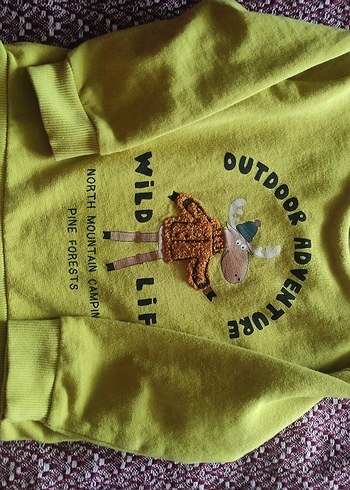 OUTDOOR ADVENTURE
WiLD LiF
NORTH MOUNTAIN CAMPIN
PINE FORESTS